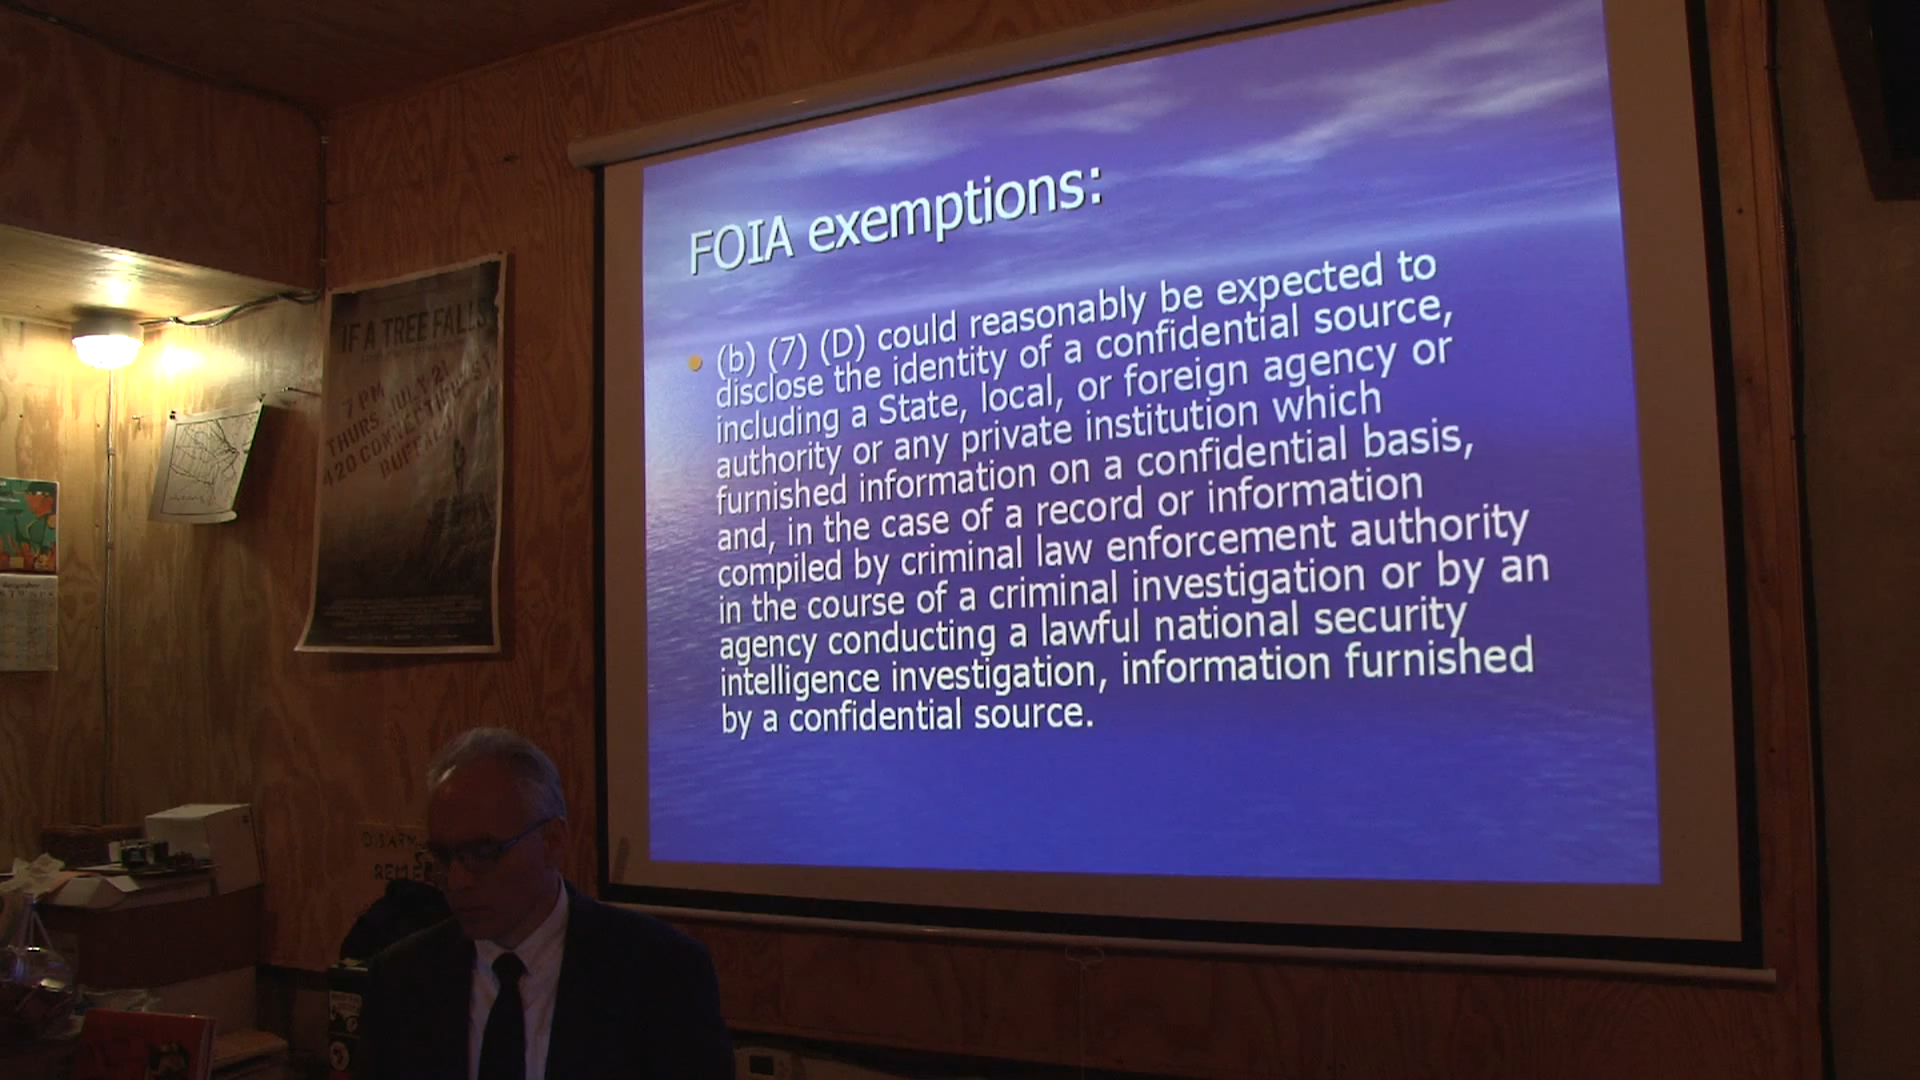 FOIA exemptions:
(b) (7) (D) could reasonably be expected to
disclose the identity of a confidential source,
including a State, local, or foreign agency or
authority or any private institution which
furnished information on a confidential basis,
and, in the case of a record or information
compiled by criminal law enforcement authority
in the course of a criminal investigation or by an
agency conducting a lawful national security
intelligence investigation, information furnished
by a confidential source.
IF A TREE FALLS
7 PM
THURS. JULY 21
420 CONNECTICUT ST
BUFFALO